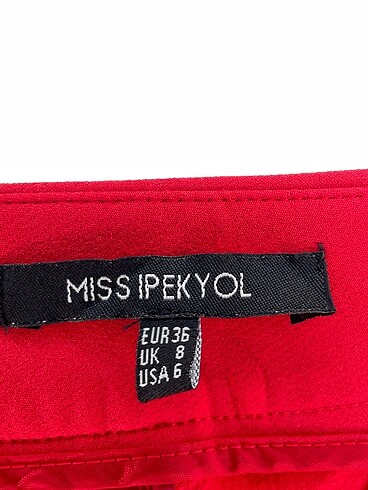 MISS IPEKYOL
EUR 36
UK 8
USA 6